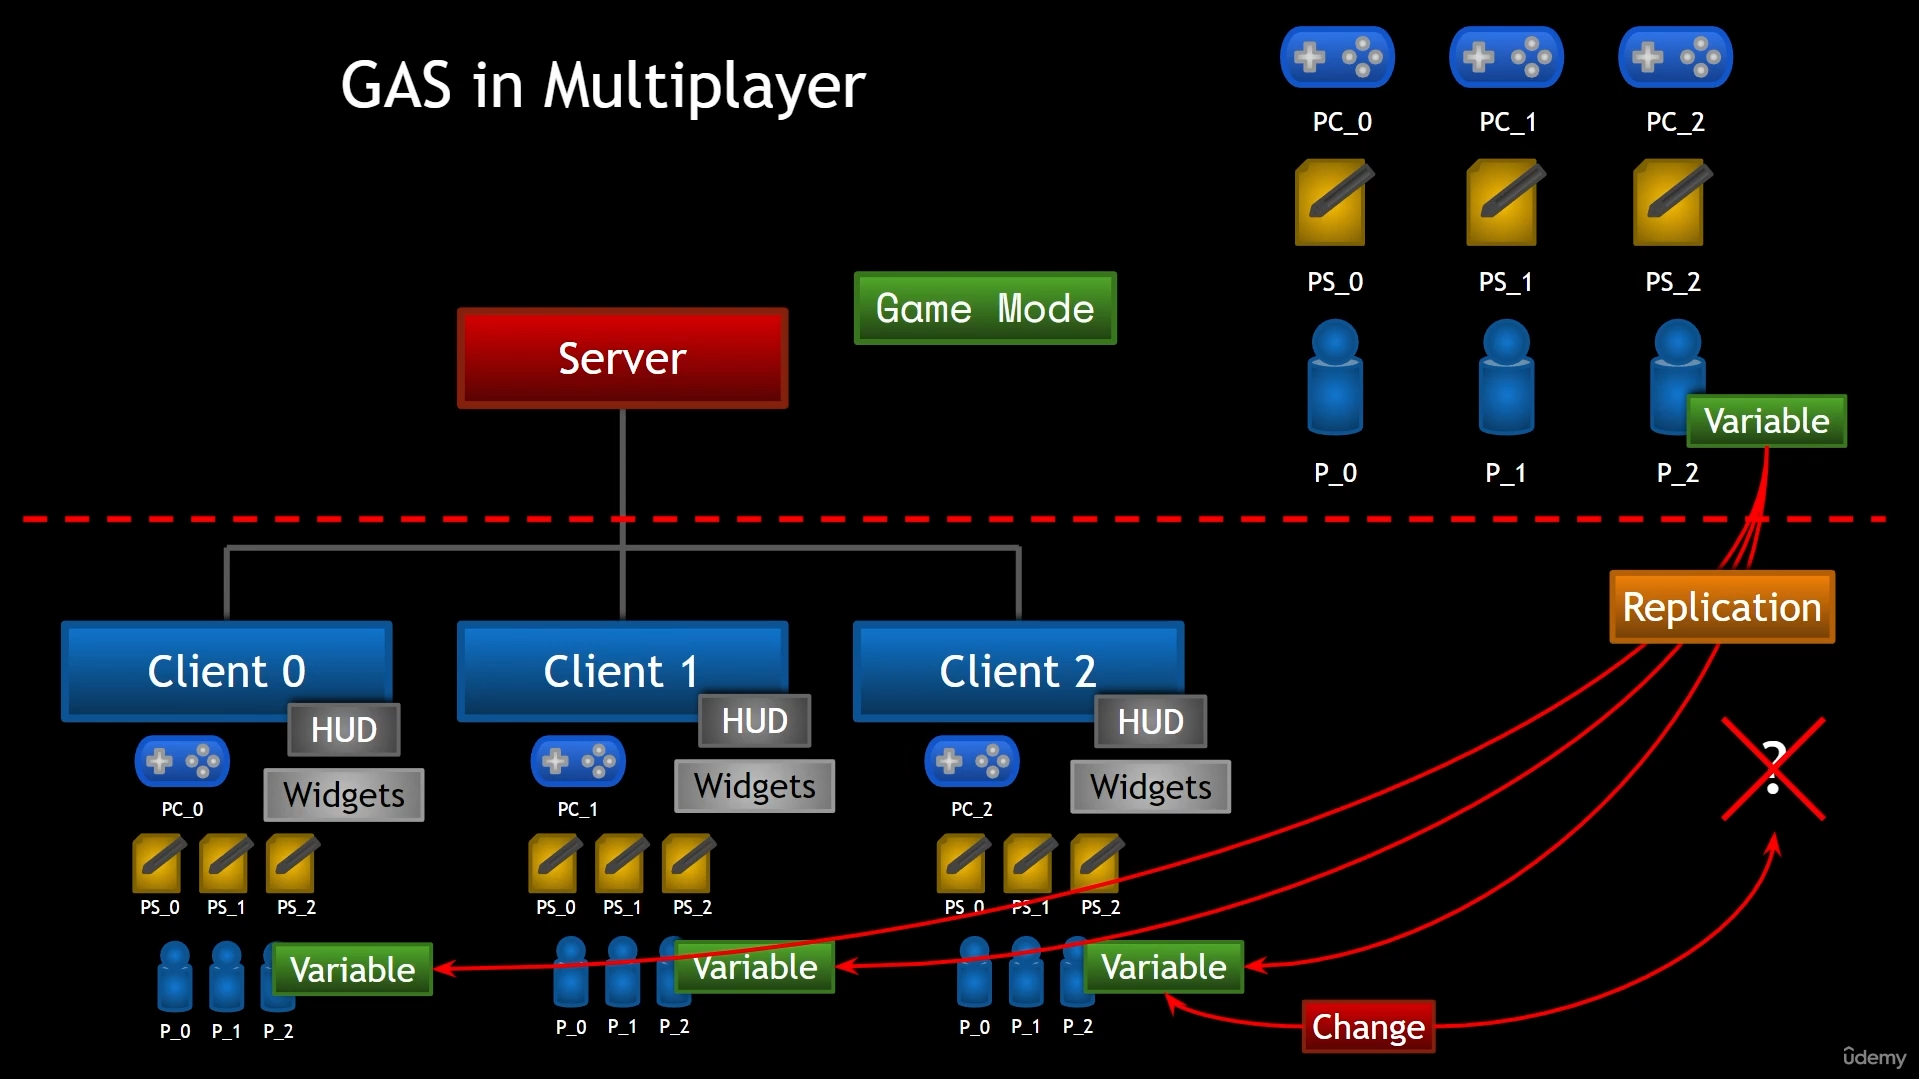 GAS in Multiplayer
PC_0
PC_1
PC_2
PS_0
PS_1
PS_2
Game Mode
Server
Variable
P_0
P_1
P_2
Replication
Client 0
Client 1
Client 2
HUD
HUD
HUD
?
Widgets
Widgets
Widgets
PC_0
PC_1
PC_2
PS_0
PS_1
PS_2
PS_0
PS_1
PS_2
PS_0
PS_1
PS_2
Variable
Variable
Variable
P_0
P_1
P_2
P_0
P_1
P_2
P_0
P_1
P_2
Change
ûdemy